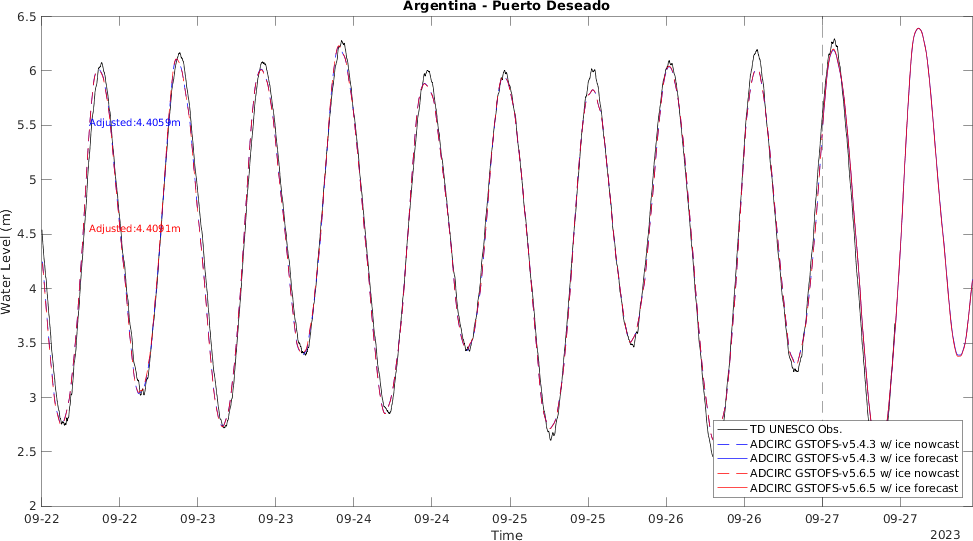 Argentina - Puerto Deseado
6.5
6
5.5
5
4.5
4
3.5
3
2.5
2
Water Level (m)
Adjusted:4.4059m
Adjusted:4.4091m
TD UNESCO Obs.
ADCIRC GSTOFS-v5.4.3 w/ ice nowcast
ADCIRC GSTOFS-v5.4.3 w/ ice forecast
ADCIRC GSTOFS-v5.6.5 w/ ice nowcast
ADCIRC GSTOFS-v5.6.5 w/ ice forecast
09-22 09-22 09-23 09-23 09-24 09-24 09-25 09-25 09-26 09-26 09-27 09-27
Time
2023